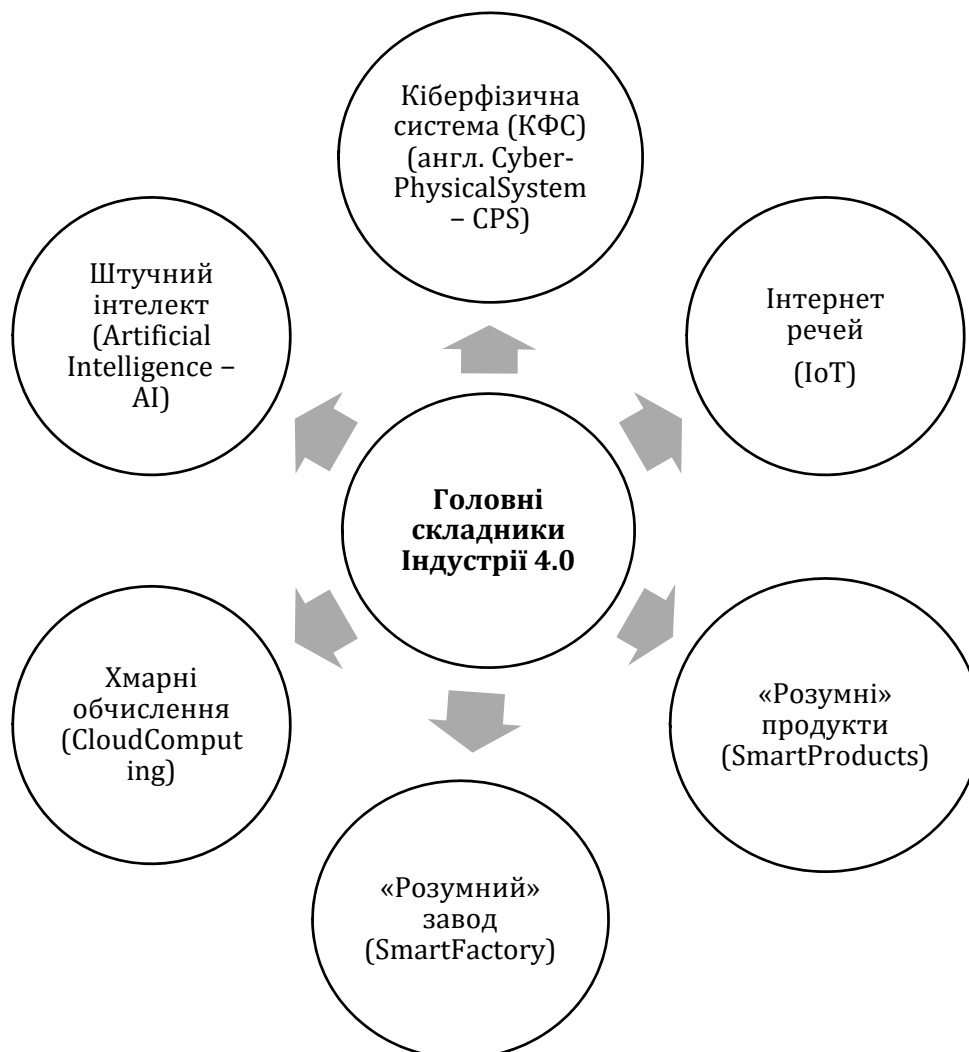 Кіберфізична
система (КФС)
(англ. Cyber-
PhysicalSystem
– CPS)
Штучний
інтелект
(Artificial
Intelligence –
AI)
Інтернет
речей
(IoT)
Головні
складники
Індустрії 4.0
Хмарні
обчислення
(CloudComput
ing)
«Розумні»
продукти
(SmartProducts)
«Розумний»
завод
(SmartFactory)